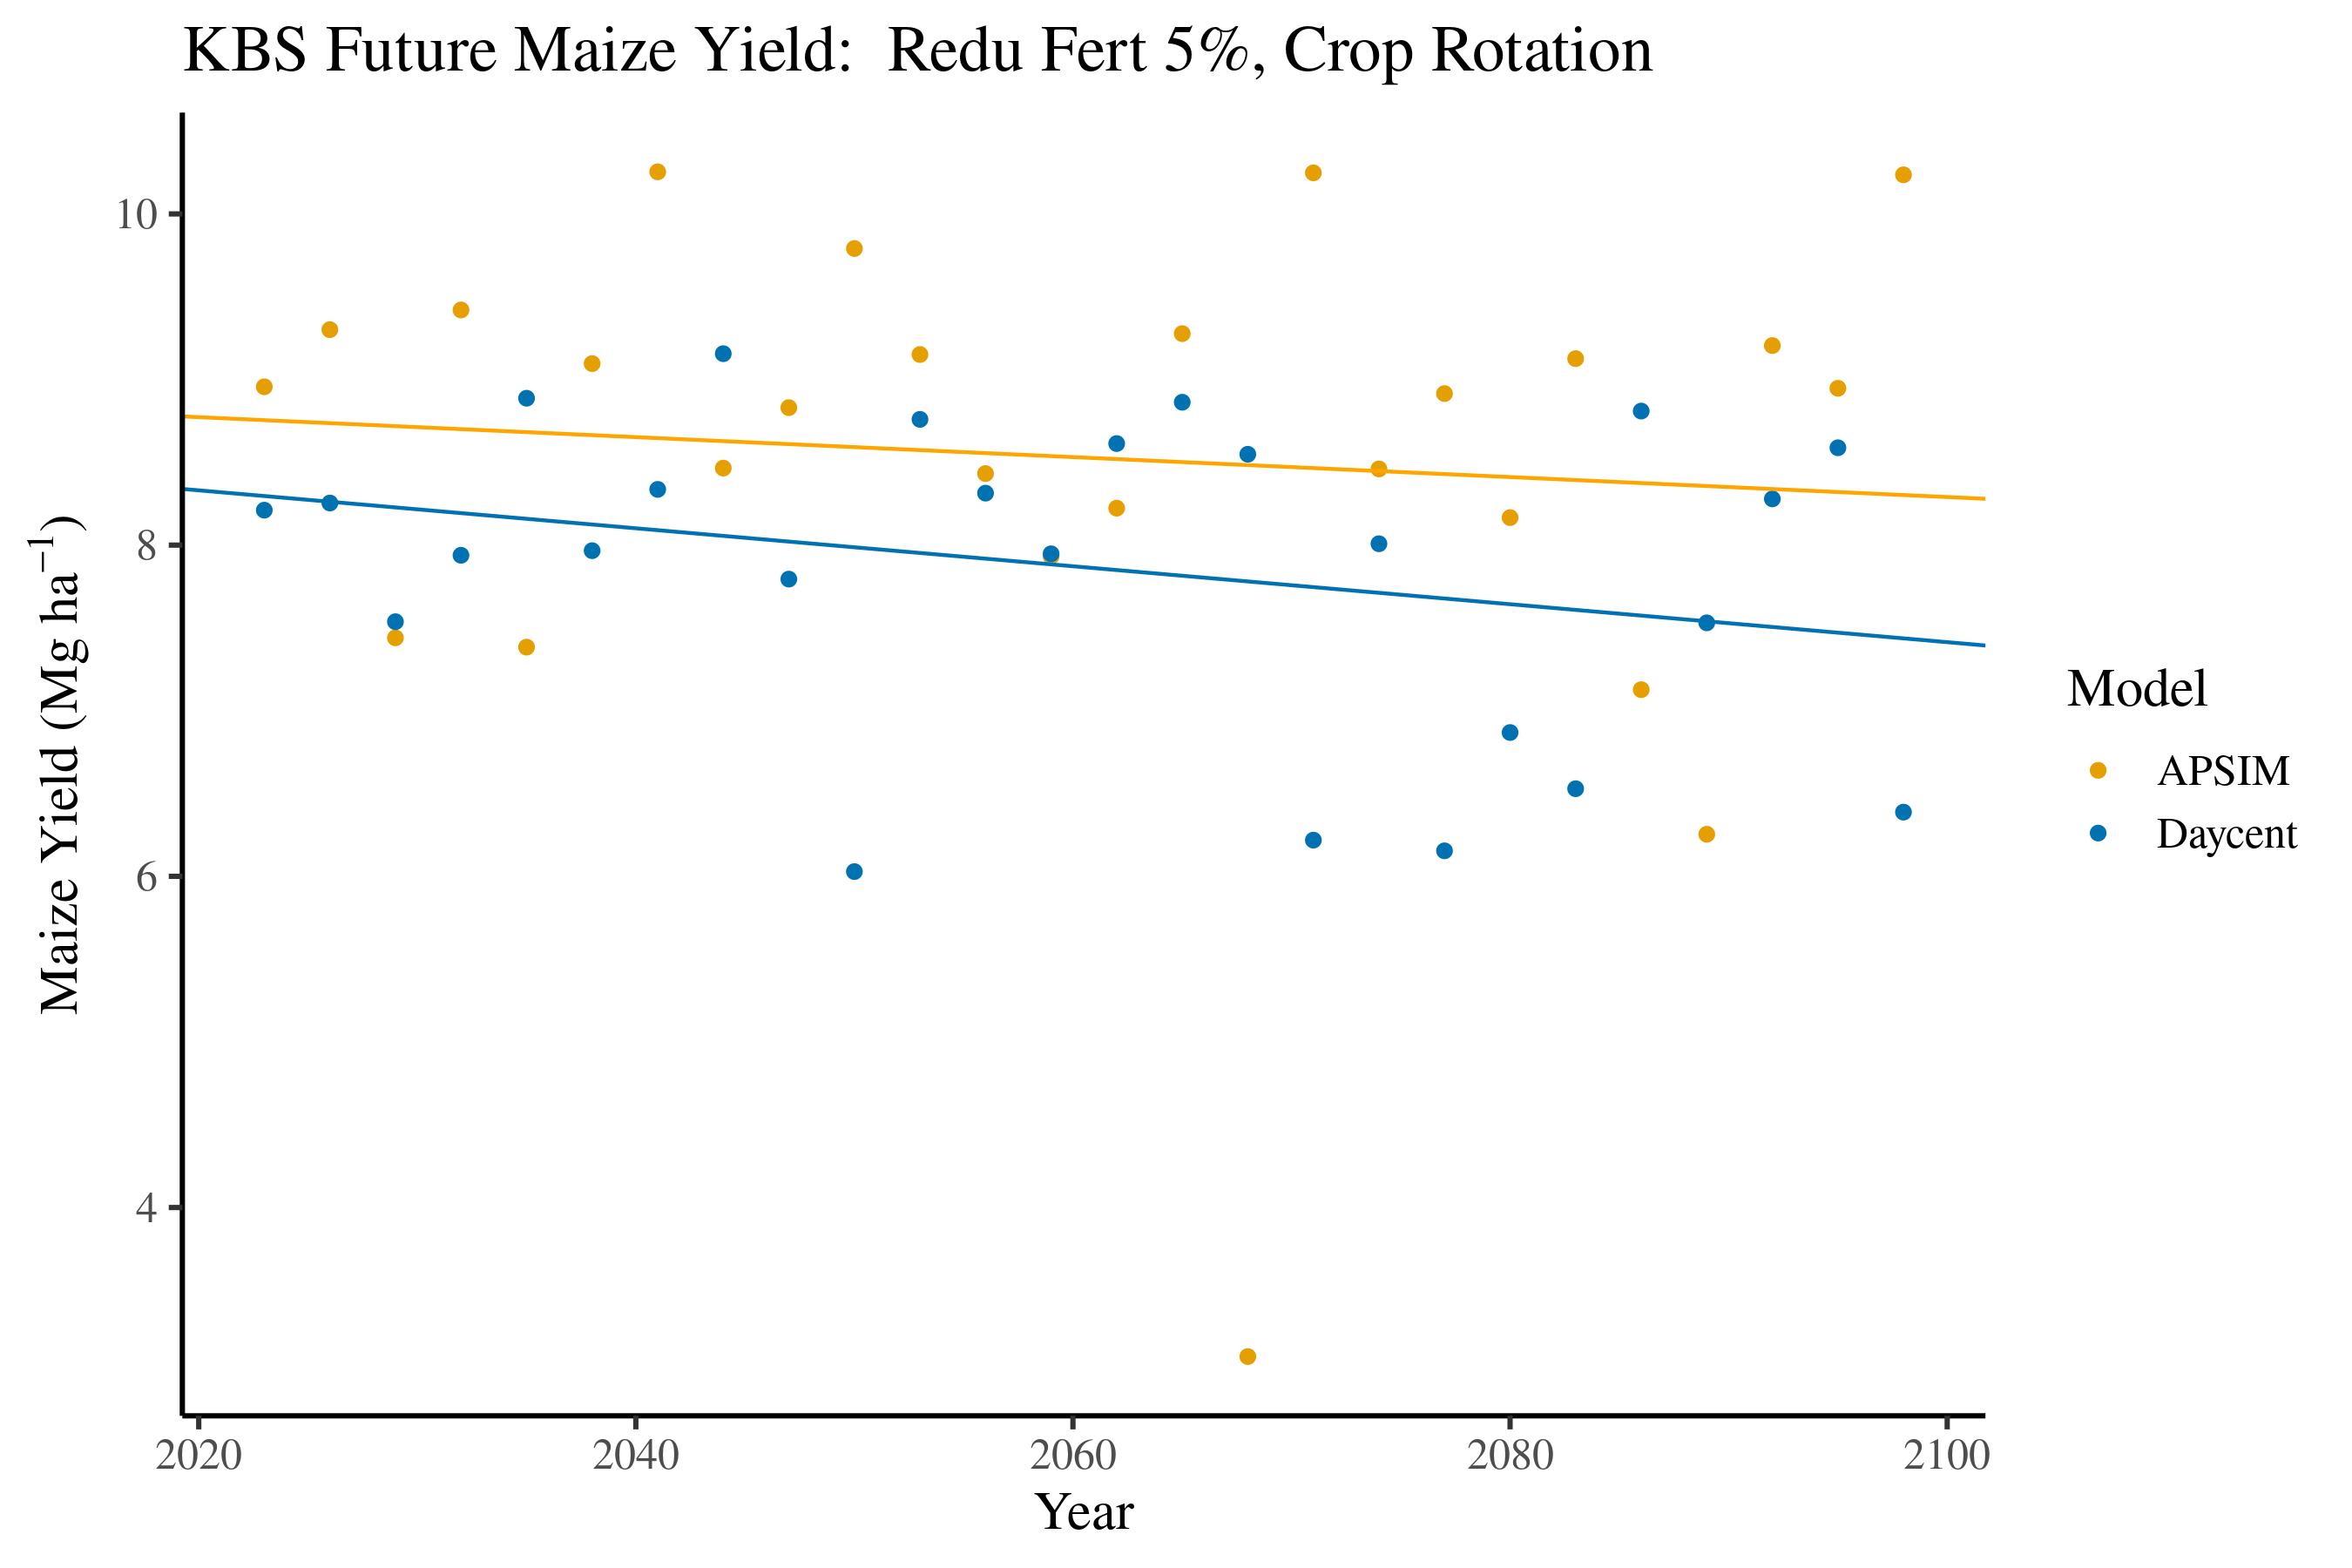 KBS Future Maize Yield:  Redu Fert 5%, Crop Rotation
Maize Yield (Mg ha⁻¹)
10
8
6
4
2020 2040 2060 2080 2100
Year
Model
APSIM
Daycent